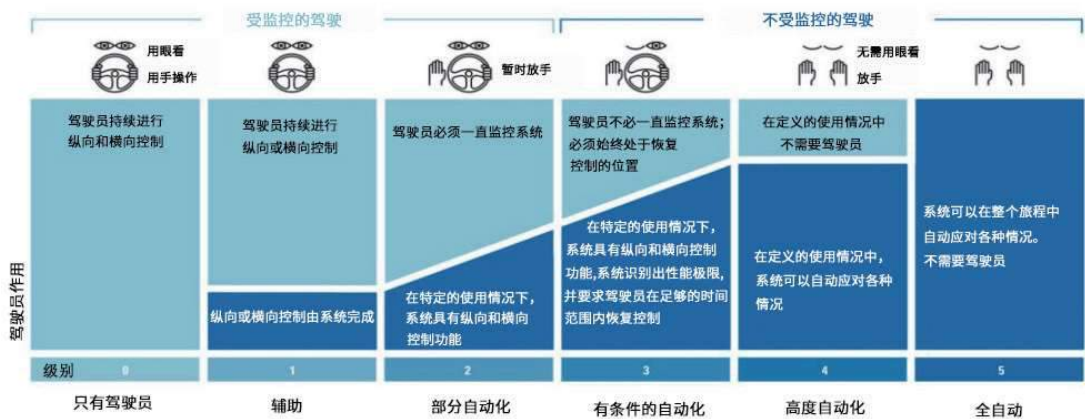 受监控的驾驶
不受监控的驾驶
用眼看
用手操作
暂时放手
无需用眼看
放手
驾驶员持续进行
纵向和横向控制
驾驶员持续进行
纵向或横向控制
驾驶员必须一直监控系统
驾驶员不必一直监控系统；
必须始终处于恢复
控制的位置
在定义的使用情况中
不需要驾驶员
系统可以在整个旅程中
自动应对各种情况。
不需要驾驶员
纵向或横向控制由系统完成
在特定的使用情况下，
系统具有纵向和横向
控制功能
在特定的使用情况下，
系统具有纵向和横向控制
功能,系统识别出性能极限,
并要求驾驶员在足够的时间
范围内恢复控制
在定义的使用情况中，
系统可以自动应对各种
情况
驾驶员作用
级别 0 1 2 3 4 5
只有驾驶员 辅助 部分自动化 有条件的自动化 高度自动化 全自动